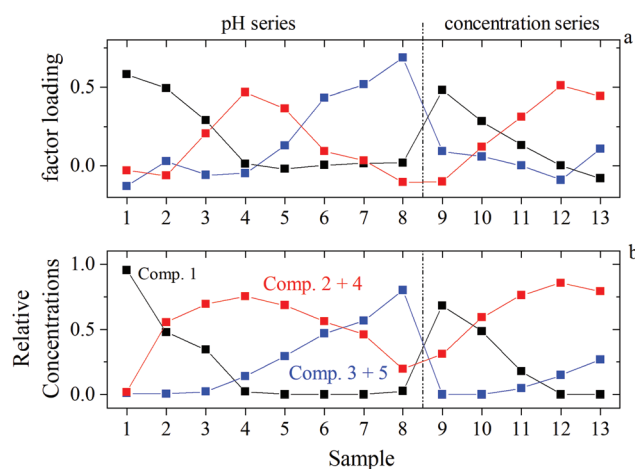 pH series concentration series
a
factor loading
0.5
0.0
1 2 3 4 5 6 7 8 9 10 11 12 13
b
Relative
Concentrations
1.0
0.5
0.0
Comp. 1
Comp. 2 + 4
Comp. 3 + 5
1 2 3 4 5 6 7 8 9 10 11 12 13
Sample